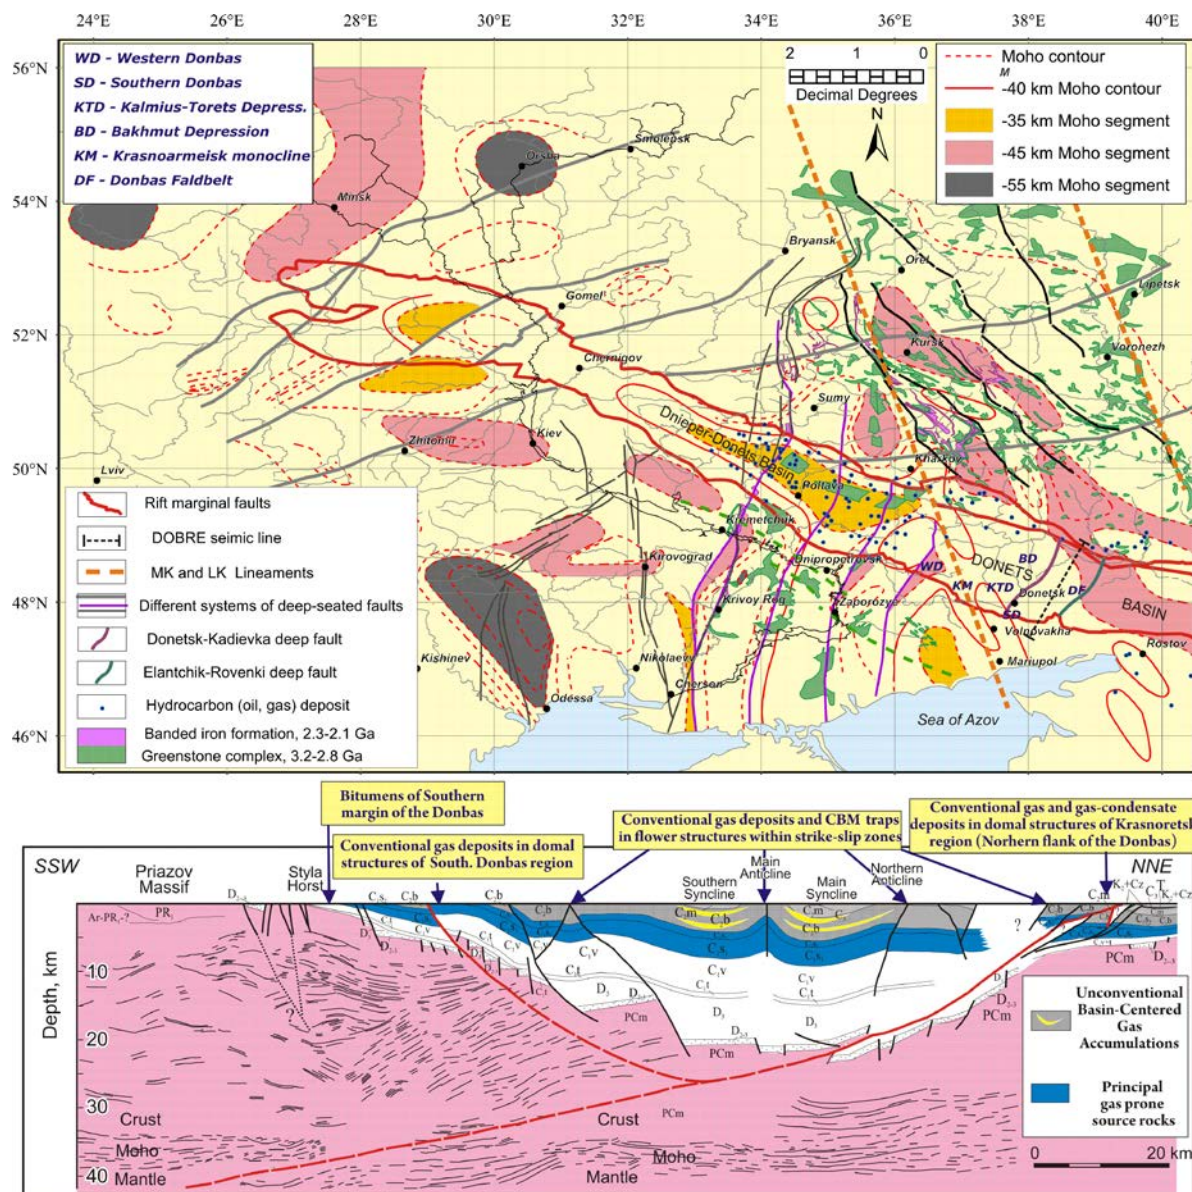 24°E 26°E 28°E 30°E 32°E 34°E 36°E 38°E 40°E
56°N
54°N
52°N
50°N
48°N
46°N
WD - Western Donbas
SD - Southern Donbas
KTD - Kalmius-Torets Depress.
BD - Bakhmut Depression
KM - Krasnoarmeisk monocline
DF - Donbas Faldbelt
2 1 0
Decimal Degrees
N
Moho contour
M
-40 km Moho contour
-35 km Moho segment
-45 km Moho segment
-55 km Moho segment
Smolensk
Orsha
Minsk
Bryansk
Orel
Lipetsk
Gomel
Kursk
Voronezh
Chernigov
Sumy
Dnieper-Donets Basin
Zhitomir
Kiev
Kharkov
Lviv
Poltava
Kremetchuk
Kirovograd
Dnipropetrovsk
WD
BD
DONETS
KM
KTD
Donetsk
DF
SD
BASIN
Krivoy Rog
Zaporozye
Volnovakha
Rostov
Kishinev
Nikolaevv
Mariupol
Cherson
Odessa
Sea of Azov
Rift marginal faults
DOBRE seimic line
MK and LK Lineaments
Different systems of deep-seated faults
Donetsk-Kadievka deep fault
Elantchik-Rovenki deep fault
Hydrocarbon (oil, gas) deposit
Banded iron formation, 2.3-2.1 Ga
Greenstone complex, 3.2-2.8 Ga
Bitumens of Southern
margin of the Donbas
Conventional gas deposits in domal
structures of South. Donbas region
Conventional gas deposits and CBM traps
in flower structures within strike-slip zones
Conventional gas and gas-condensate
deposits in domal structures of Krasnoretsk
region (Norhern flank of the Donbas)
SSW
NNE
Priazov
Massif
Styla
Horst
Southern
Syncline
Main
Anticline
Main
Syncline
Northern
Anticline
Depth, km
10
20
30
40
?
?
PCm
PCm
PCm
PCm
PCm
PCm
Crust
Moho
Mantle
Crust
Moho
Mantle
Unconventional
Basin-Centered
Gas
Accumulations
Principal
gas prone
source rocks
0 20 km